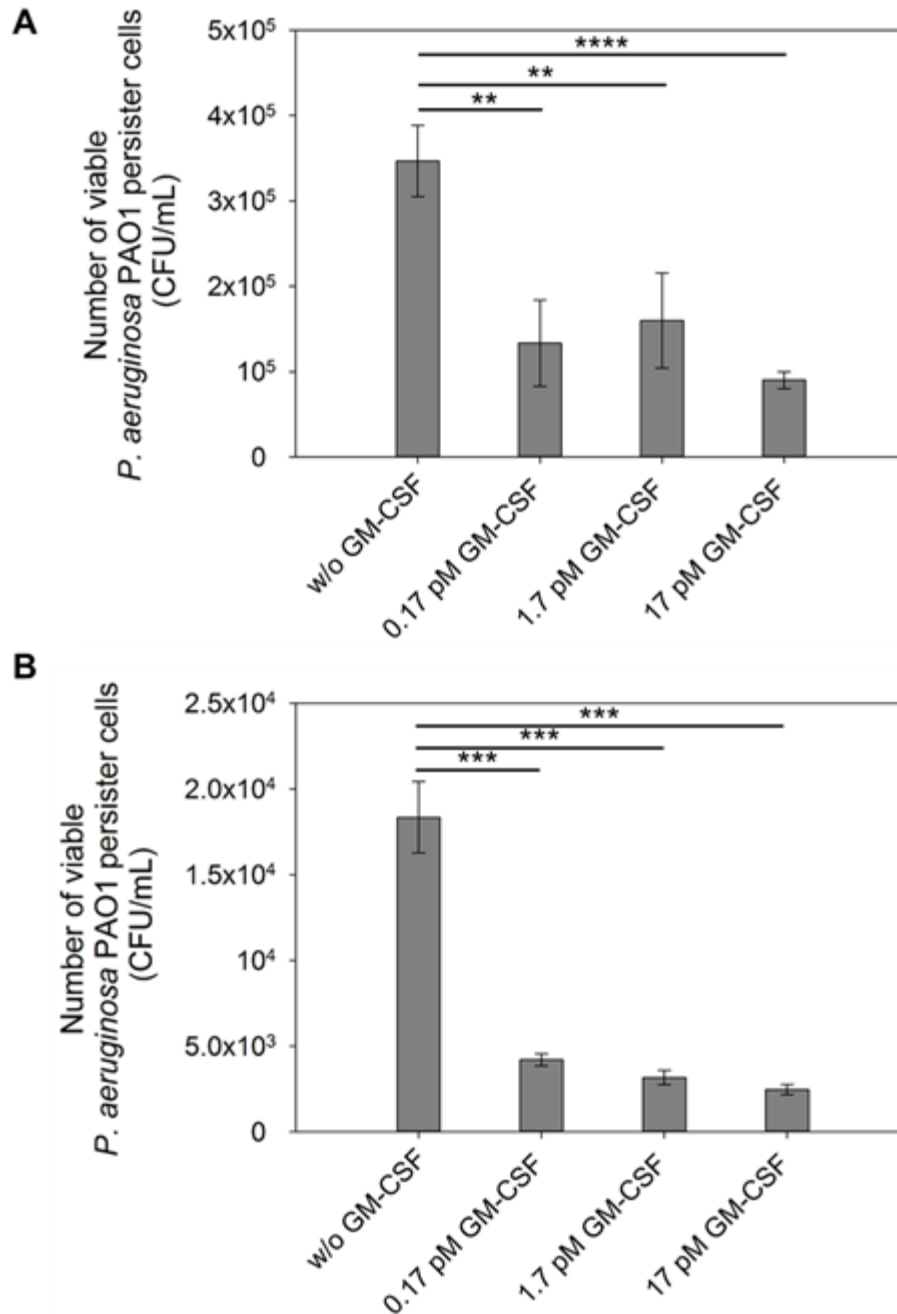 A
Number of viable
P. aeruginosa PAO1 persister cells
(CFU/mL)
5x10⁵
4x10⁵
3x10⁵
2x10⁵
10⁵
0
****
**
**
w/o GM-CSF
0.17 pM GM-CSF
1.7 pM GM-CSF
17 pM GM-CSF
B
Number of viable
P. aeruginosa PAO1 persister cells
(CFU/mL)
2.5x10⁴
2.0x10⁴
1.5x10⁴
10⁴
5.0x10³
0
***
***
***
w/o GM-CSF
0.17 pM GM-CSF
1.7 pM GM-CSF
17 pM GM-CSF